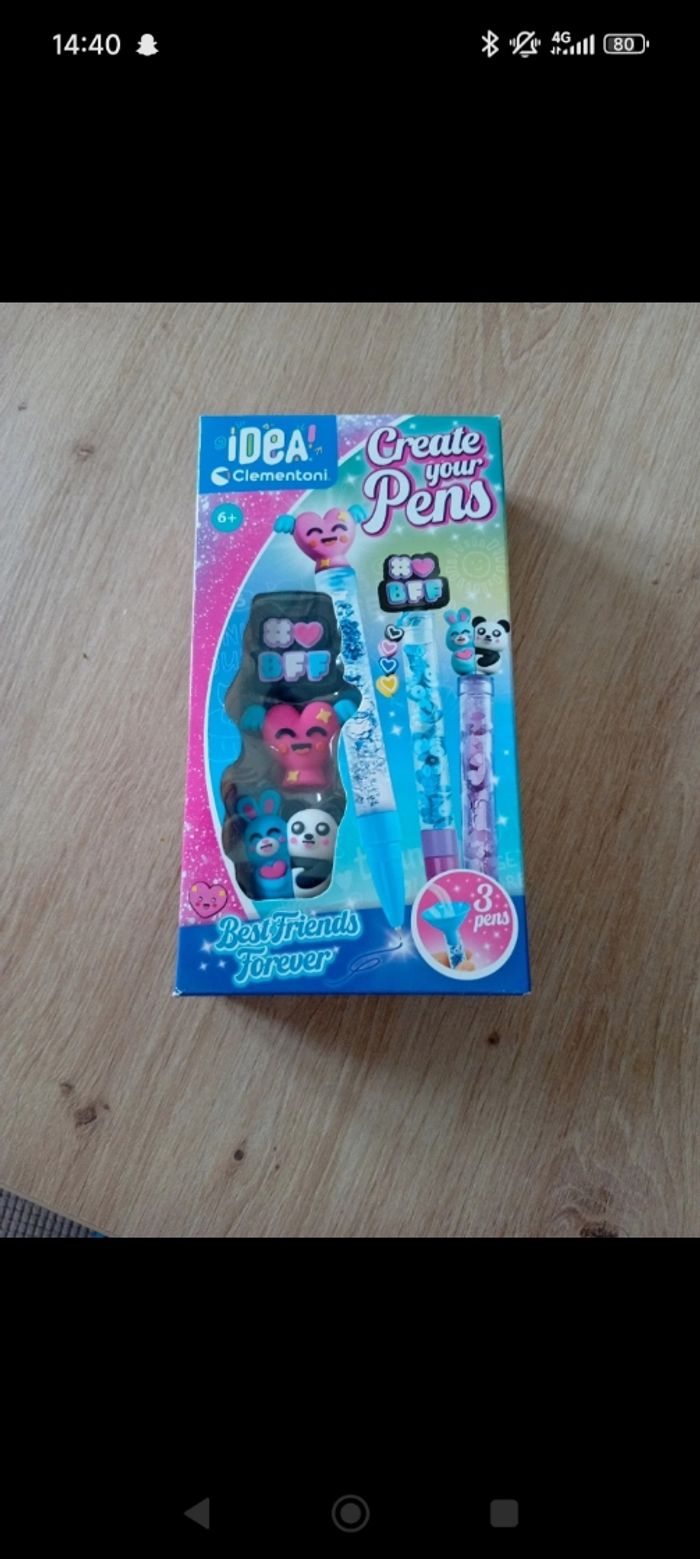 14:40
4G
80
iDeA!
Clementoni
6+
Create
your
Pens
#
BFF
#
BFF
3
pens
Best Friends
Forever